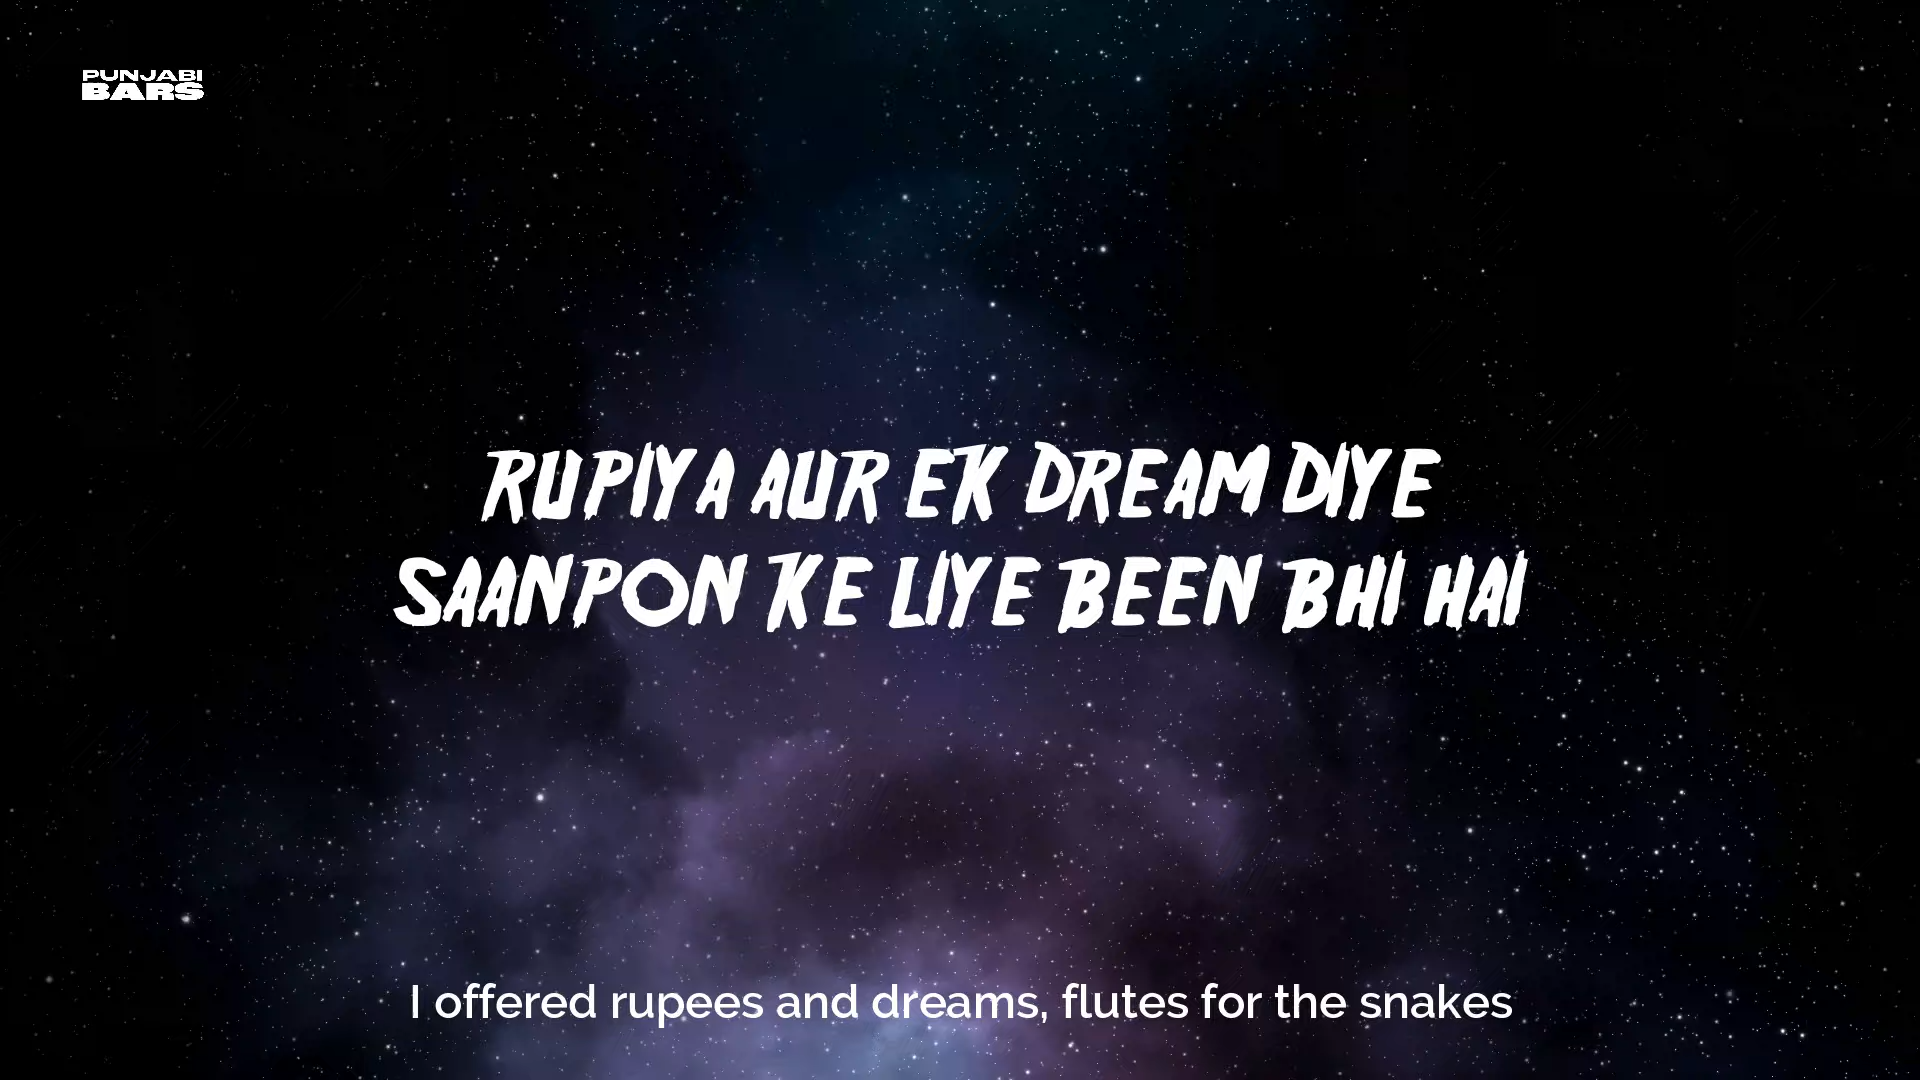 PUNJABI
BARS
RUPIYA AUR EK DREAM DIYE
SAANPON KE LIYE BEEN BHI HAI
I offered rupees and dreams, flutes for the snakes